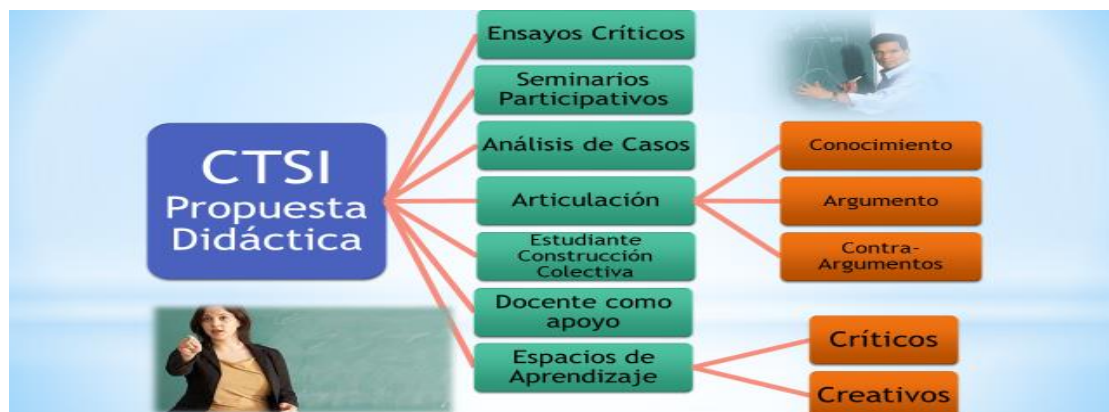 CTSI
Propuesta
Didáctica
Ensayos Críticos
Seminarios
Participativos
Análisis de Casos
Articulación
Estudiante
Construcción
Colectiva
Docente como
apoyo
Espacios de
Aprendizaje
Conocimiento
Argumento
Contra-
Argumentos
Críticos
Creativos